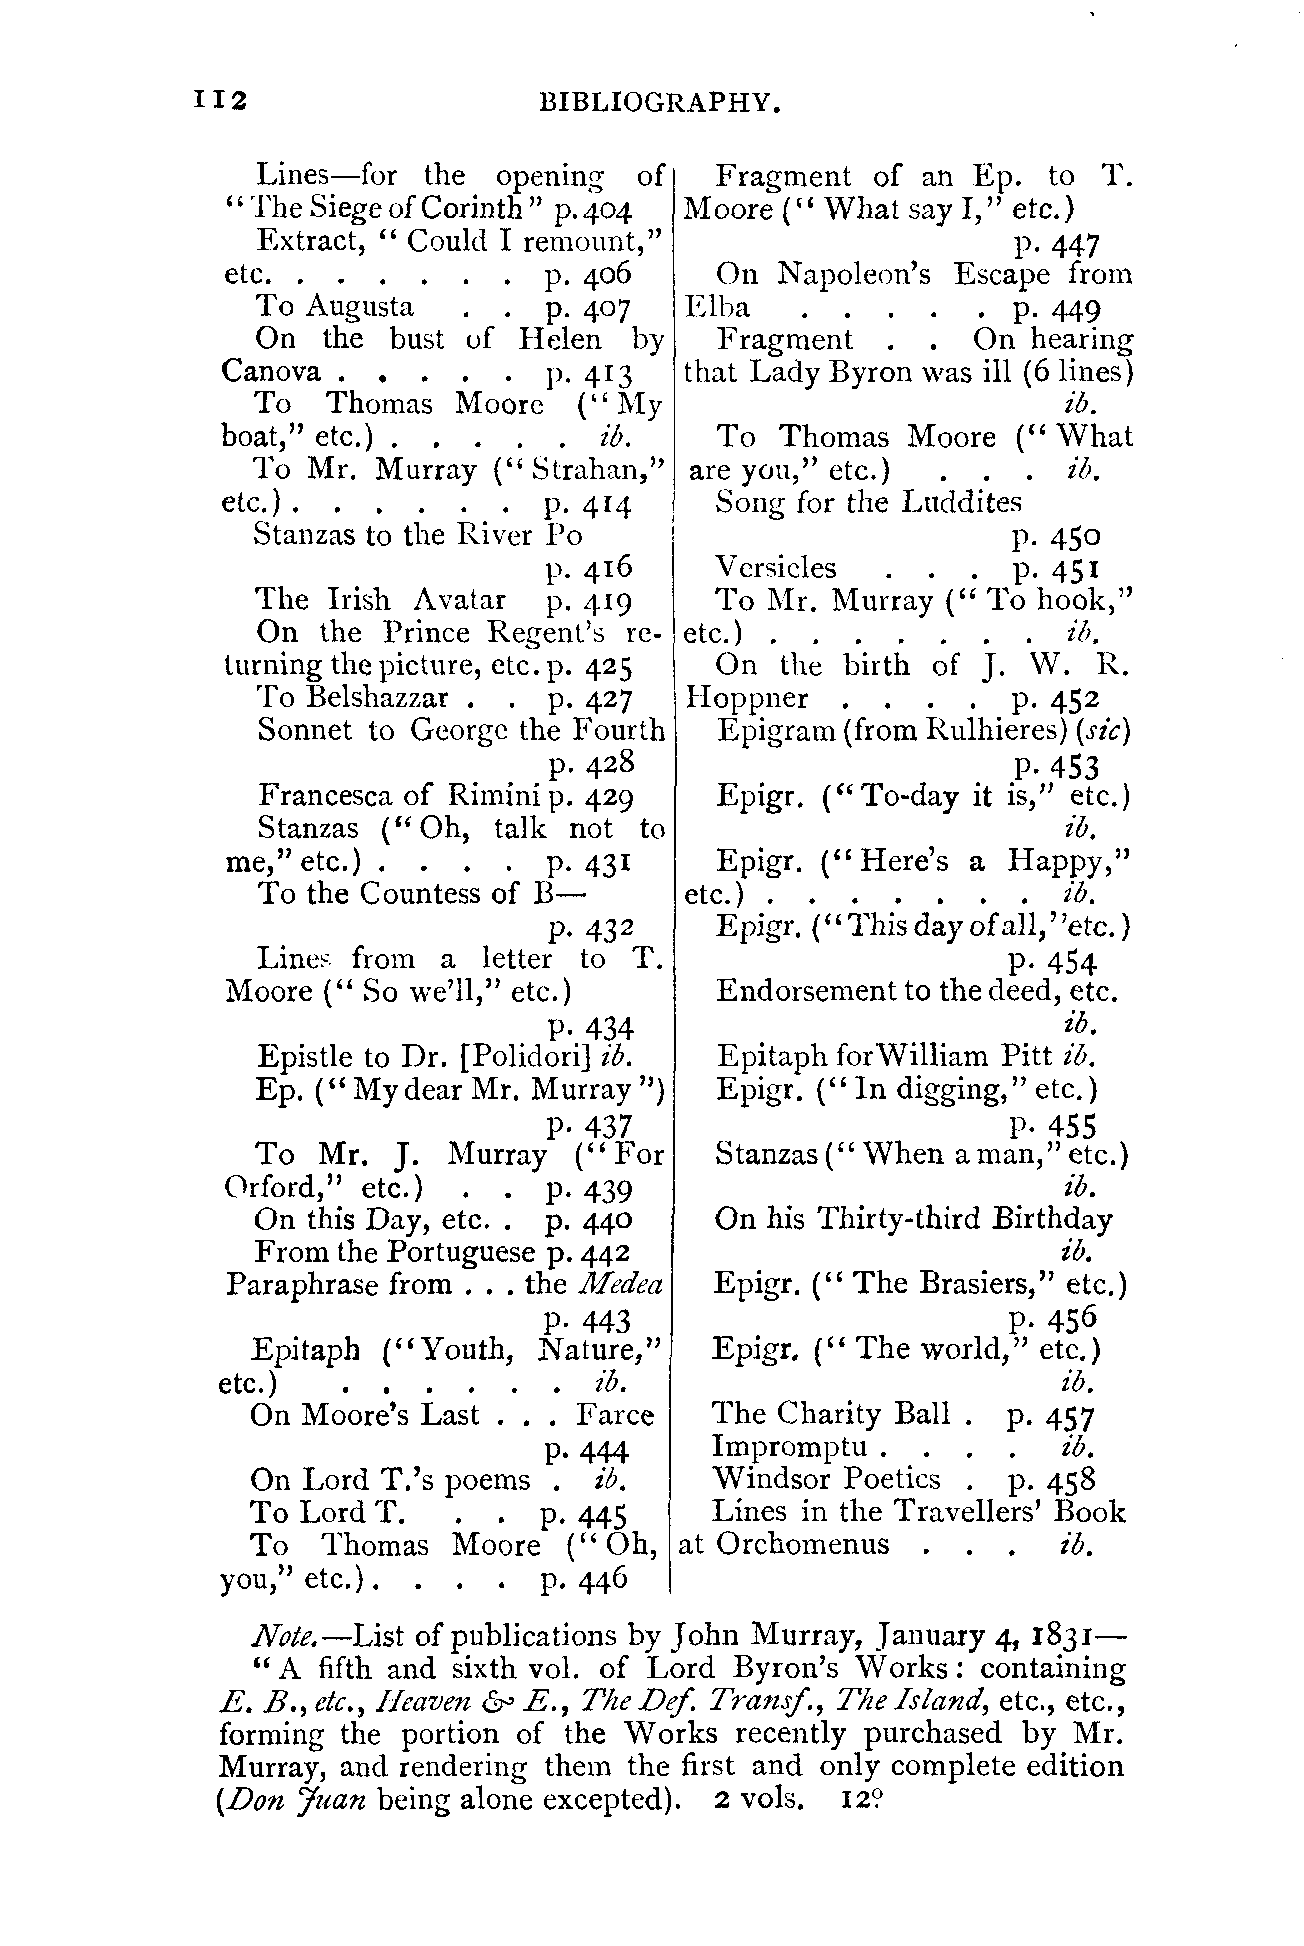 112 BIBLIOGRAPHY.
Lines—for the opening of
“The Siege of Corinth” p. 404
Extract, “Could I remount,”
etc. . . . . . . p. 406
To Augusta . . p. 407
On the bust of Helen by
Canova . . . . . p. 413
To Thomas Moore (“My
boat,” etc.) . . . . . ib.
To Mr. Murray (“Strahan,”
etc.) . . . . . . p. 414
Stanzas to the River Po
p. 416
The Irish Avatar p. 419
On the Prince Regent’s re-
turning the picture, etc. p. 425
To Belshazzar . . p. 427
Sonnet to George the Fourth
p. 428
Francesca of Rimini p. 429
Stanzas (“Oh, talk not to
me,” etc.) . . . . p. 431
To the Countess of B—
p. 432
Lines from a letter to T.
Moore (“So we’ll,” etc.)
p. 434
Epistle to Dr. [Polidori] ib.
Ep. (“My dear Mr. Murray”)
p. 437
To Mr. J. Murray (“For
Orford,” etc.) . . p. 439
On this Day, etc. . p. 440
From the Portuguese p. 442
Paraphrase from . . . the Medea
p. 443
Epitaph (“Youth, Nature,”
etc.) . . . . . . ib.
On Moore’s Last . . . Farce
p. 444
On Lord T.’s poems . ib.
To Lord T. . . p. 445
To Thomas Moore (“Oh,
you,” etc.) . . . . p. 446
Fragment of an Ep. to T.
Moore (“What say I,” etc.)
p. 447
On Napoleon’s Escape from
Elba . . . . . p. 449
Fragment . . On hearing
that Lady Byron was ill (6 lines)
ib.
To Thomas Moore (“What
are you,” etc.) . . . ib.
Song for the Luddites
p. 450
Versicles . . . p. 451
To Mr. Murray (“To hook,”
etc.) . . . . . . . ib.
On the birth of J. W. R.
Hoppner . . . . p. 452
Epigram (from Rulhieres) (sic)
p. 453
Epigr. (“To-day it is,” etc.)
ib.
Epigr. (“Here’s a Happy,”
etc.) . . . . . . . ib.
Epigr. (“This day of all,” etc.)
p. 454
Endorsement to the deed, etc.
ib.
Epitaph for William Pitt ib.
Epigr. (“In digging,” etc.)
p. 455
Stanzas (“When a man,” etc.)
ib.
On his Thirty-third Birthday
ib.
Epigr. (“The Brasiers,” etc.)
p. 456
Epigr. (“The world,” etc.)
ib.
The Charity Ball . p. 457
Impromptu . . . . ib.
Windsor Poetics . p. 458
Lines in the Travellers’ Book
at Orchomenus . . . ib.
Note.—List of publications by John Murray, January 4, 1831—
“A fifth and sixth vol. of Lord Byron’s Works: containing
E. B., etc., Heaven & E., The Def. Transf., The Island, etc., etc.,
forming the portion of the Works recently purchased by Mr.
Murray, and rendering them the first and only complete edition
(Don Juan being alone excepted). 2 vols. 12º